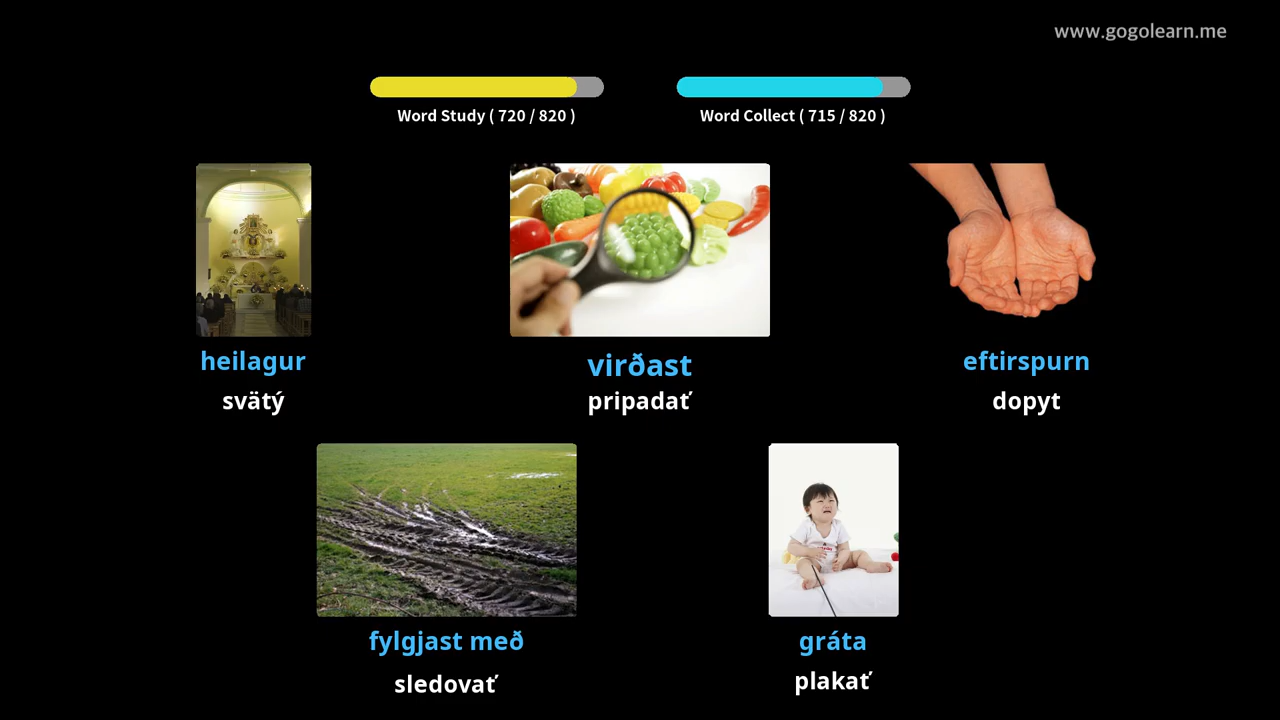 www.gogolearn.me
Word Study ( 720 / 820 )
Word Collect ( 715 / 820 )
heilagur
svätý
virðast
pripadať
eftirspurn
dopyt
fylgjast með
sledovať
gráta
plakať